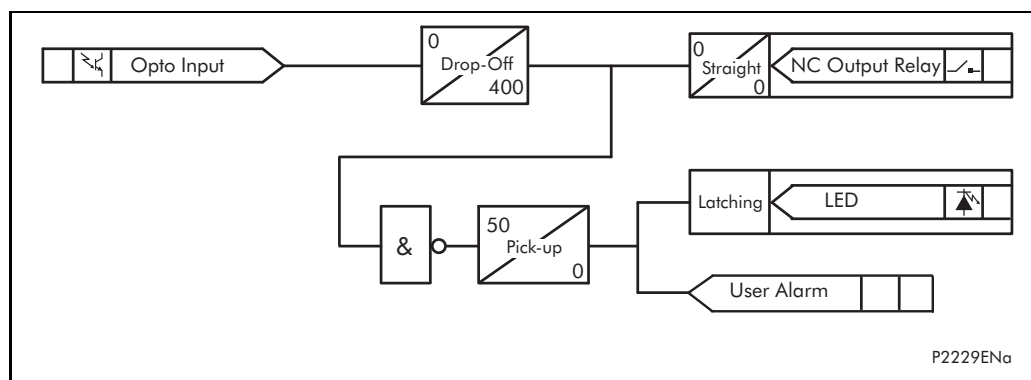 Opto Input
0
Drop-Off
400
0
Straight
0
NC Output Relay
&
50
Pick-up
0
Latching
LED
User Alarm
P2229ENa